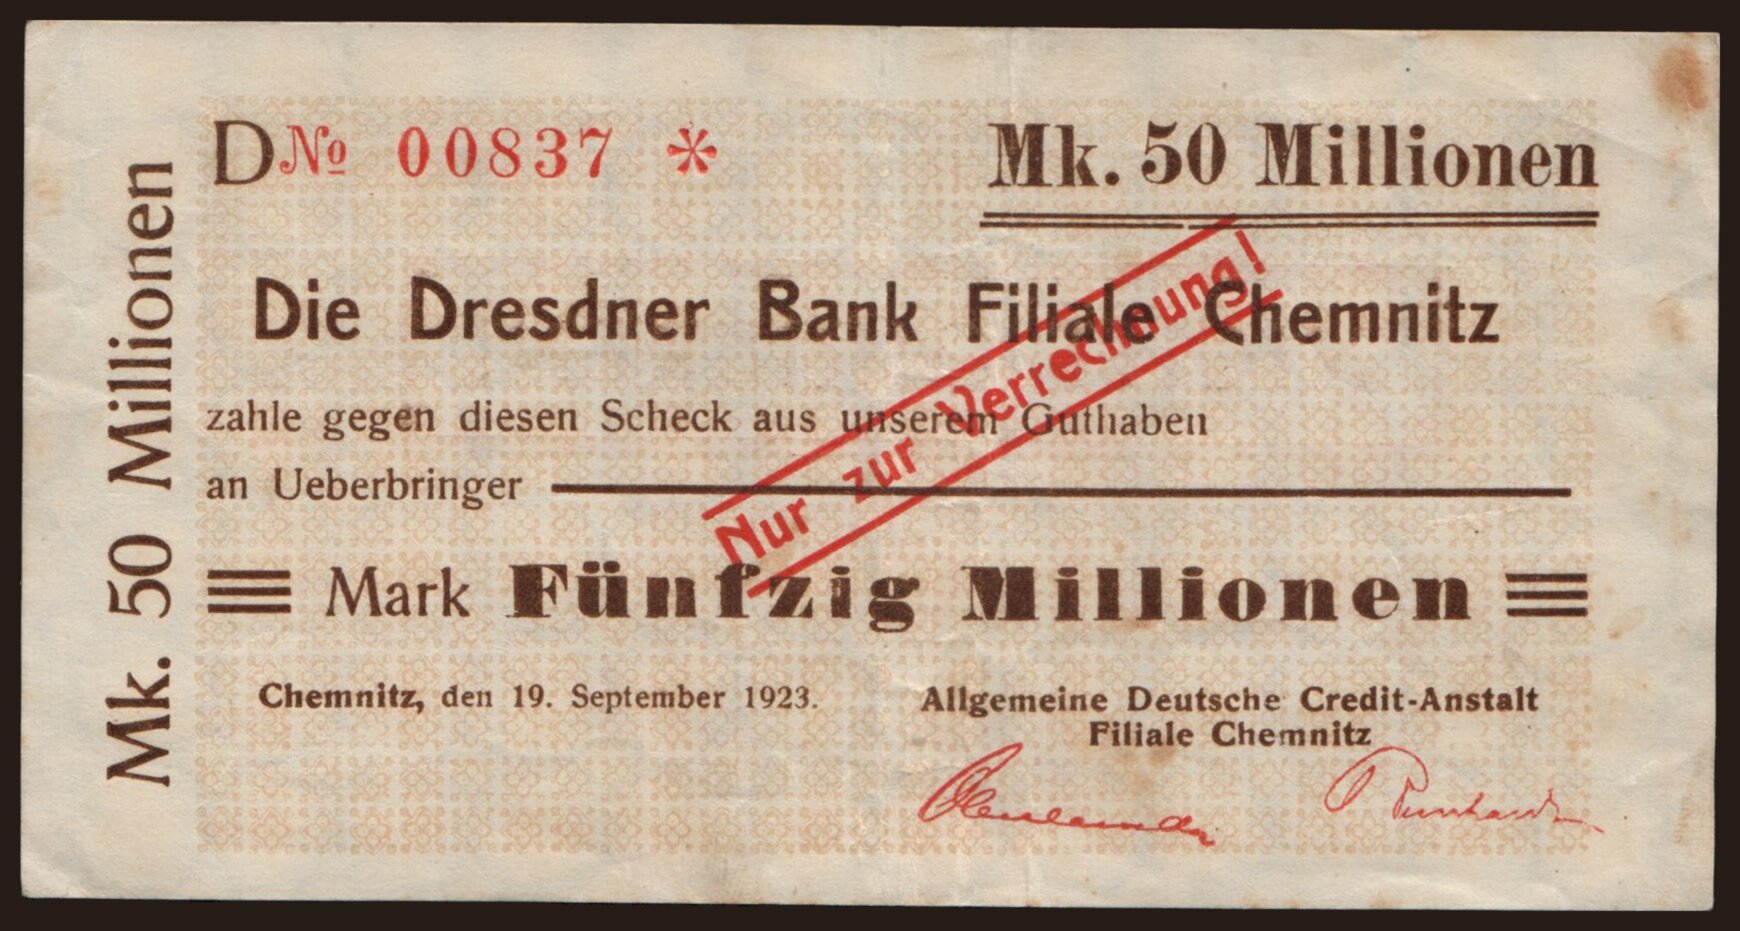 D No 00837 *
Mk. 50 Millionen
Die Dresdner Bank Filiale Chemnitz
Nur zur Verrechnung!
zahle gegen diesen Scheck aus unserem Guthaben
an Ueberbringer
Mark Fünfzig Millionen
Chemnitz, den 19. September 1923.
Allgemeine Deutsche Credit-Anstalt
Filiale Chemnitz
Mk. 50 Millionen